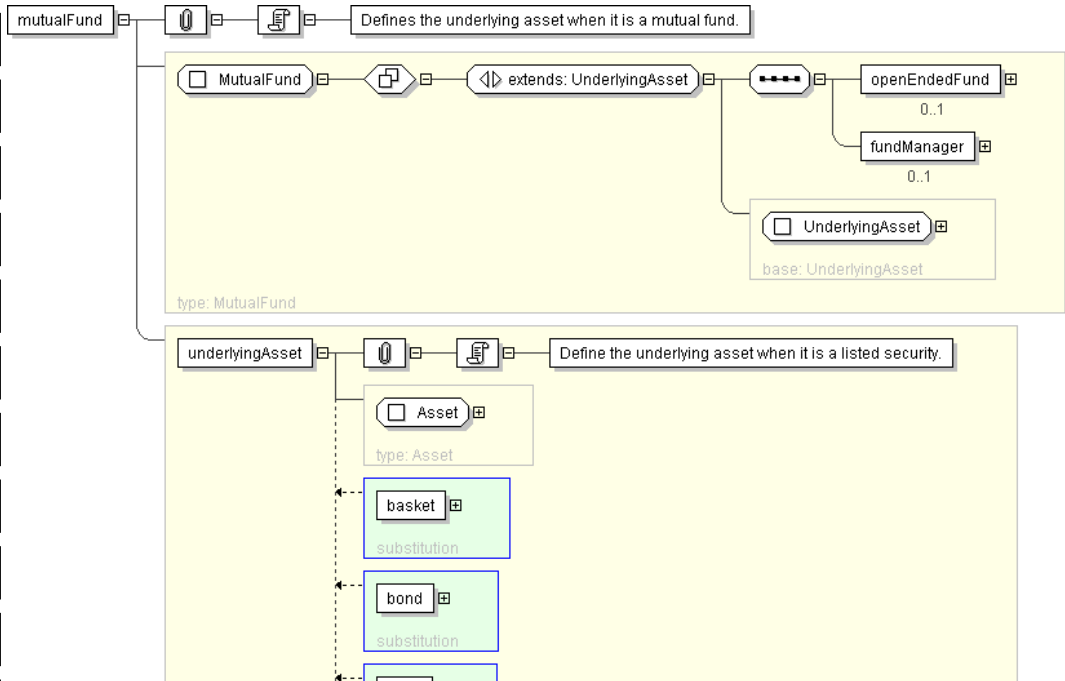 mutualFund
Defines the underlying asset when it is a mutual fund.
MutualFund
extends: UnderlyingAsset
openEndedFund
0..1
fundManager
0..1
UnderlyingAsset
base: UnderlyingAsset
type: MutualFund
underlyingAsset
Define the underlying asset when it is a listed security.
Asset
type: Asset
basket
substitution
bond
substitution